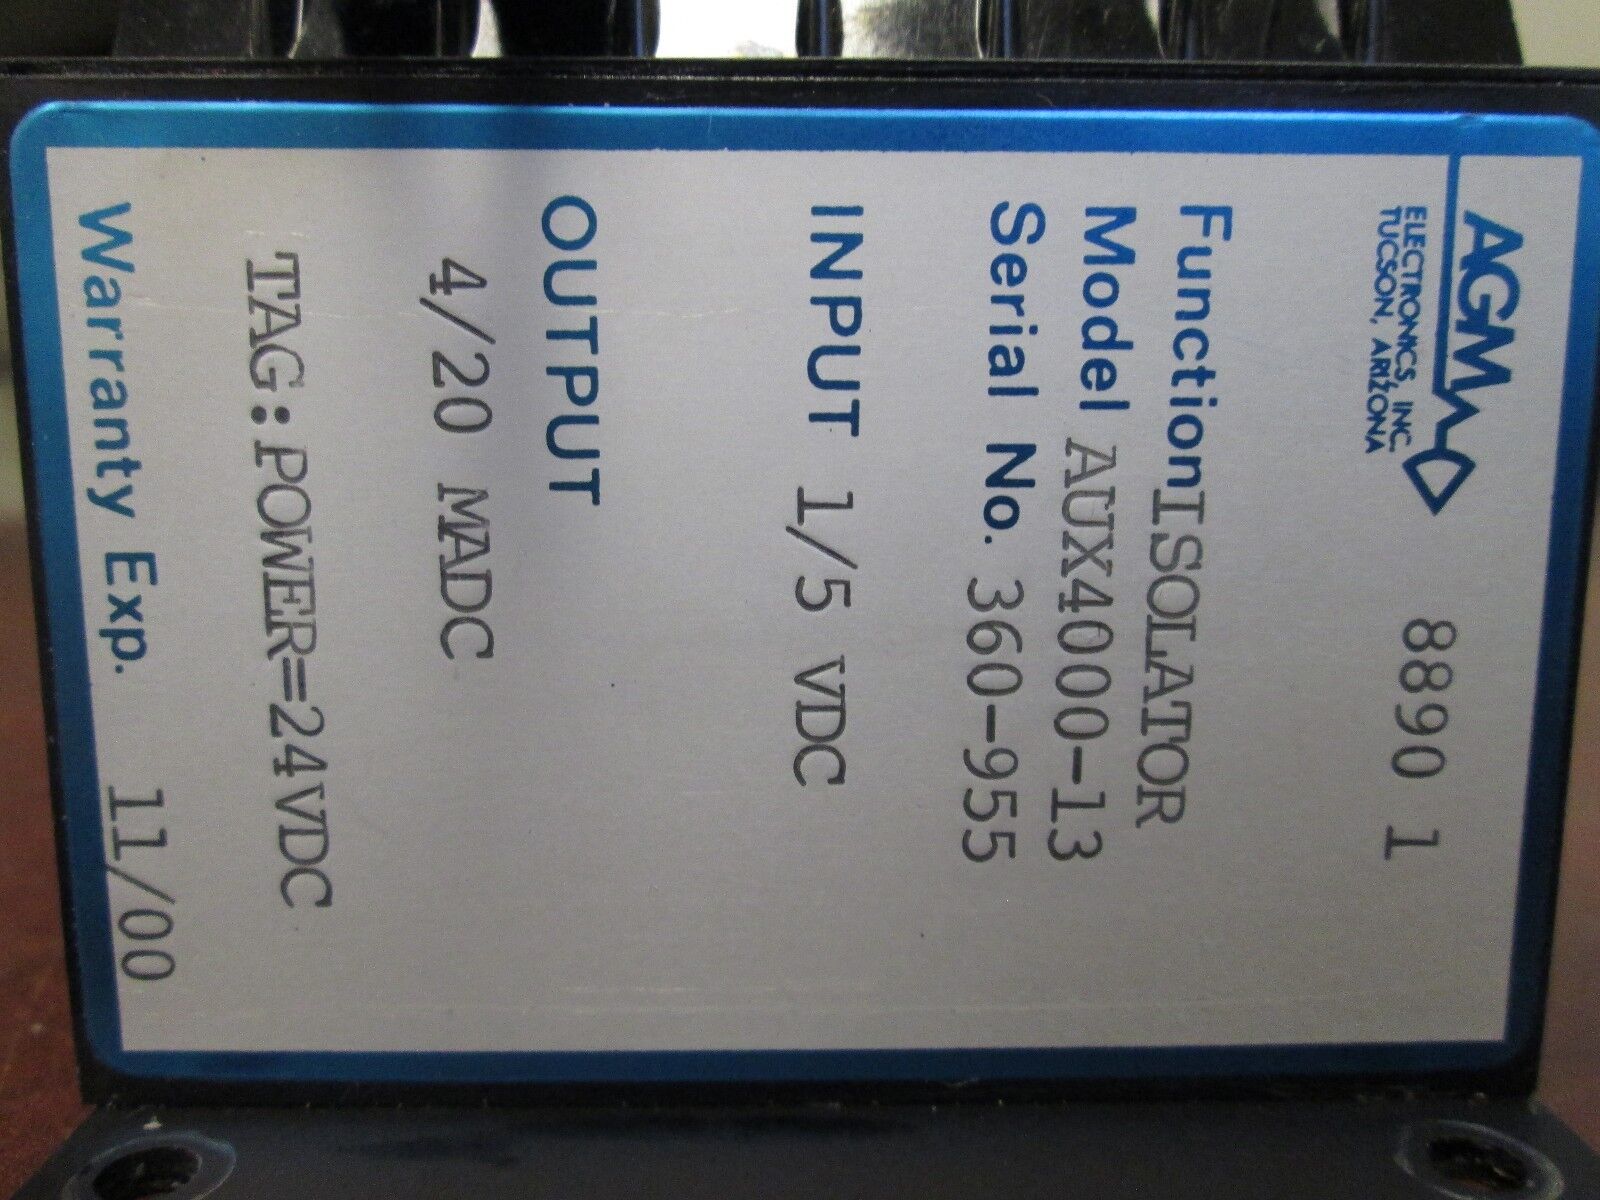 AGM
ELECTRONICS INC.
TUCSON, ARIZONA
8890 1
Function ISOLATOR
Model AUX4000-13
Serial No. 360-955
INPUT 1/5 VDC
OUTPUT
4/20 MADC
TAG:POWER=24VDC
Warranty Exp. 11/00